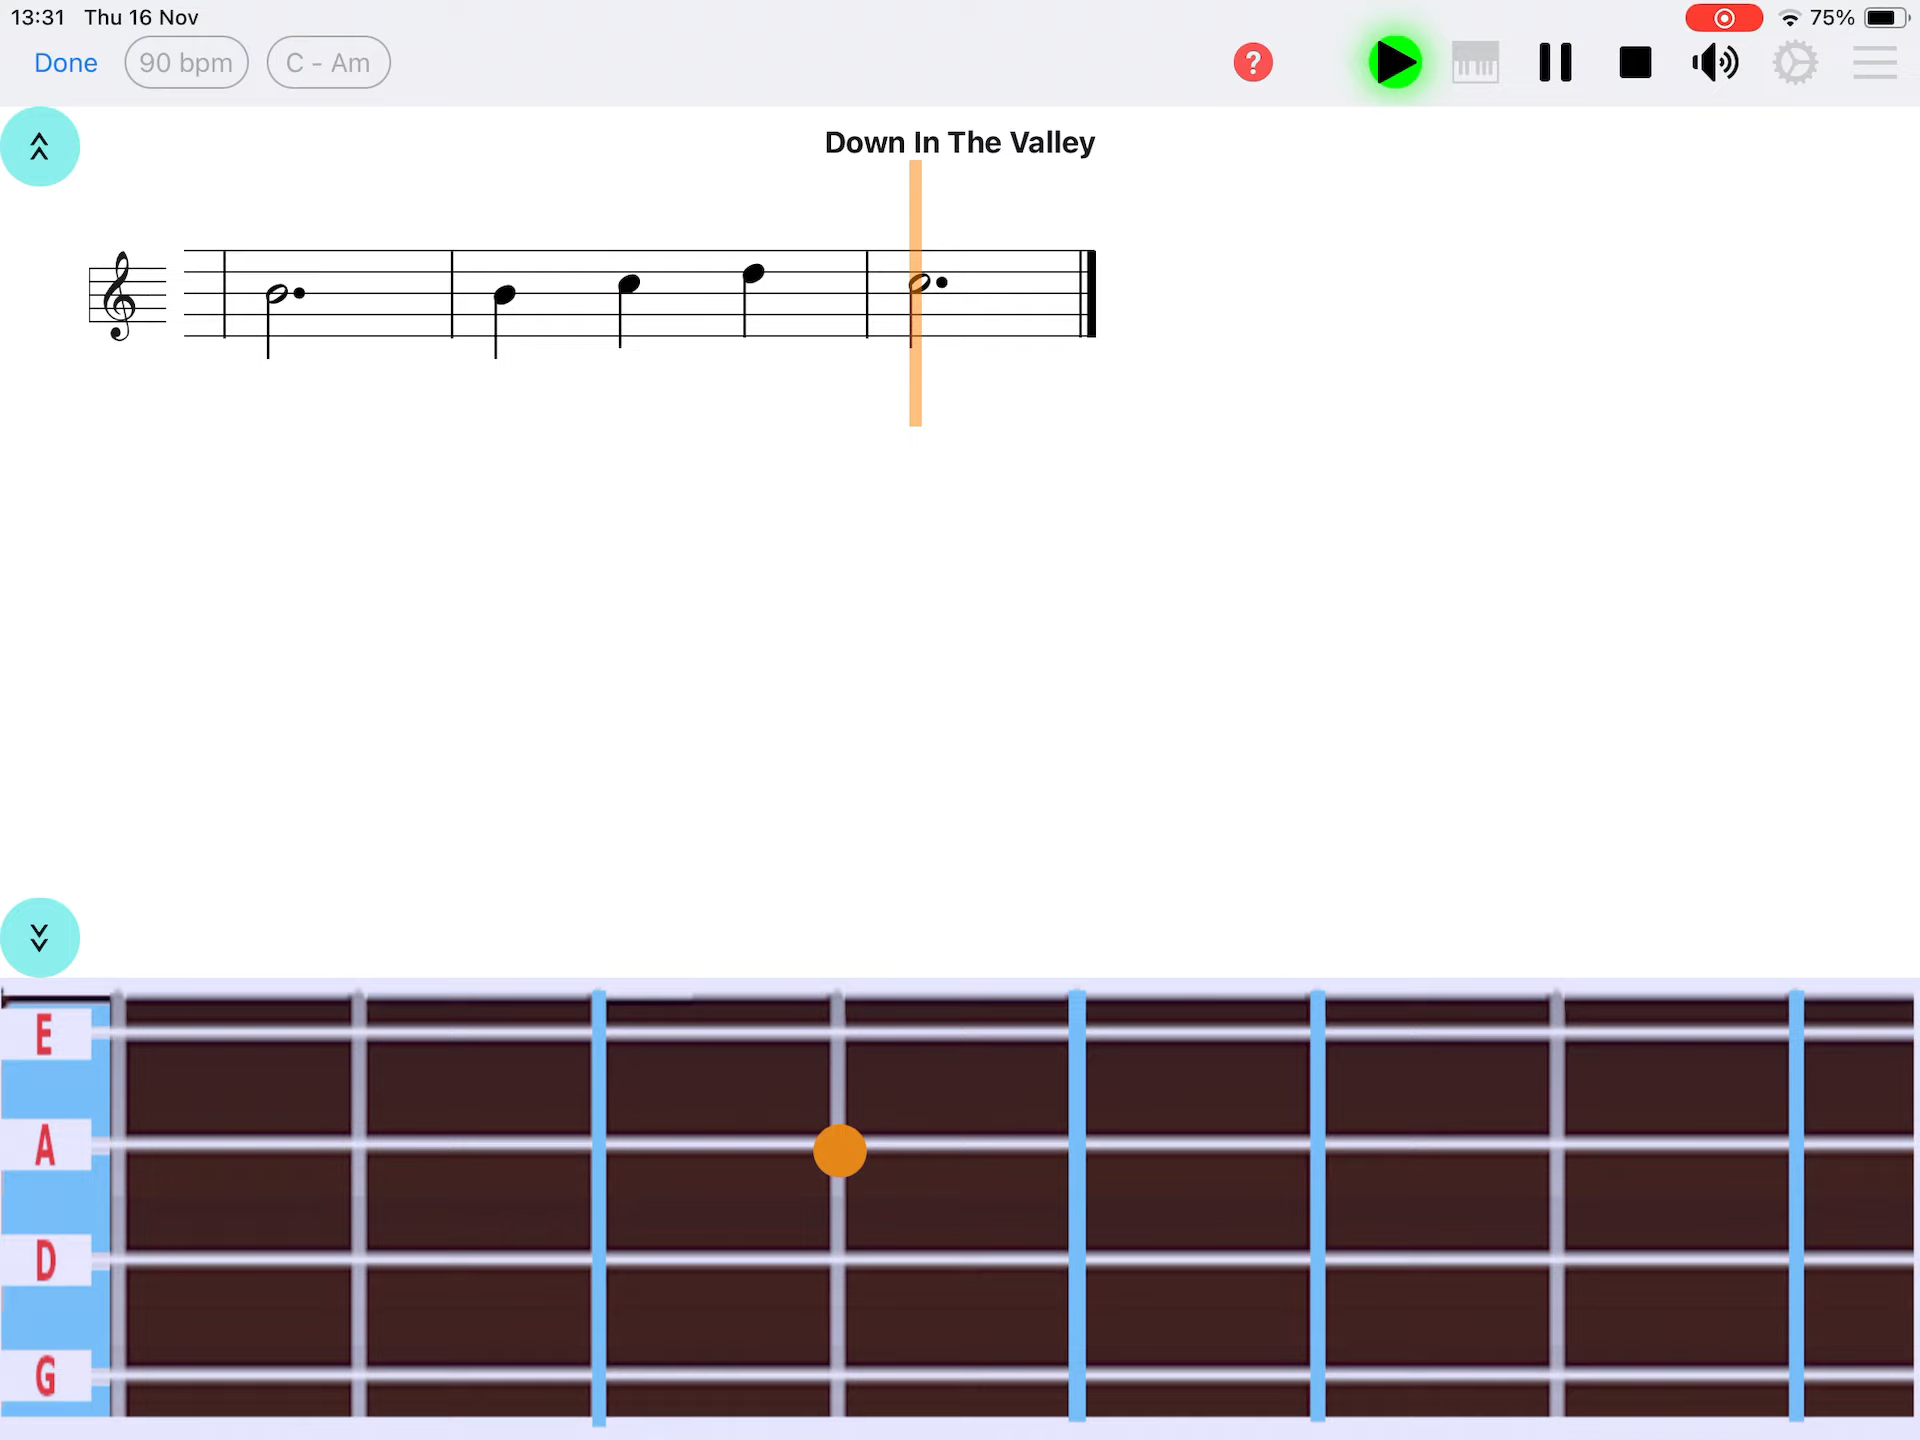 13:31 Thu 16 Nov
75%
Done 90 bpm C - Am
?
Down In The Valley
E
A
D
G